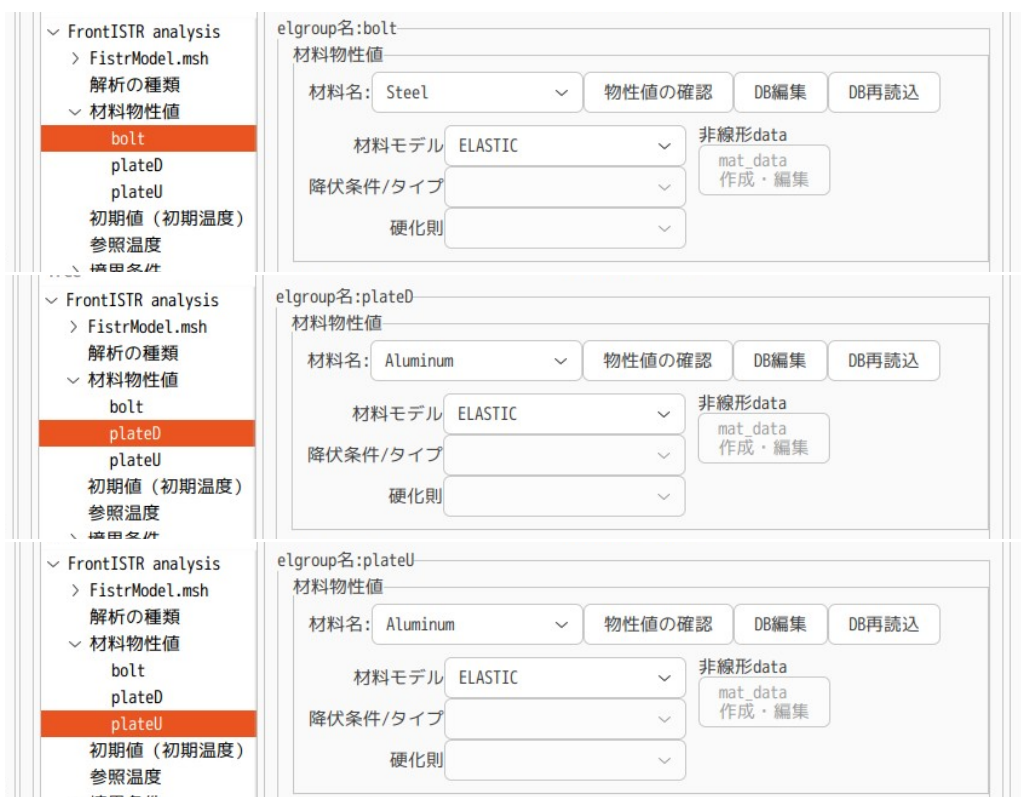 FrontISTR analysis
FistrModel.msh
解析の種類
材料物性値
bolt
plateD
plateU
初期値（初期温度）
参照温度
境界条件
elgroup名:bolt
材料物性値
材料名: Steel 物性値の確認 DB編集 DB再読込
材料モデル ELASTIC
非線形data
mat_data
作成・編集
降伏条件/タイプ
硬化則
FrontISTR analysis
FistrModel.msh
解析の種類
材料物性値
bolt
plateD
plateU
初期値（初期温度）
参照温度
境界条件
elgroup名:plateD
材料物性値
材料名: Aluminum 物性値の確認 DB編集 DB再読込
材料モデル ELASTIC
非線形data
mat_data
作成・編集
降伏条件/タイプ
硬化則
FrontISTR analysis
FistrModel.msh
解析の種類
材料物性値
bolt
plateD
plateU
初期値（初期温度）
参照温度
elgroup名:plateU
材料物性値
材料名: Aluminum 物性値の確認 DB編集 DB再読込
材料モデル ELASTIC
非線形data
mat_data
作成・編集
降伏条件/タイプ
硬化則